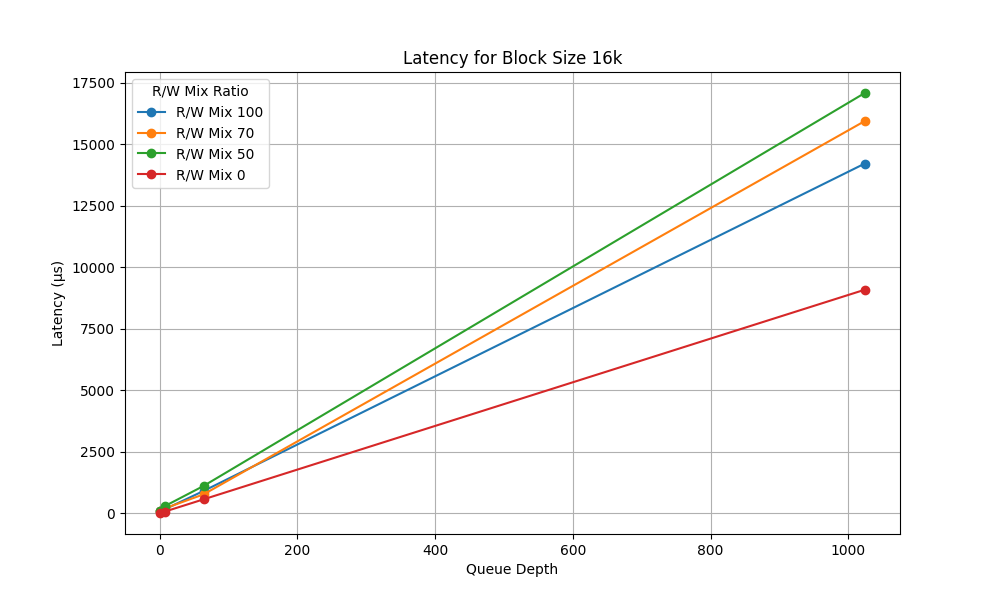 Latency for Block Size 16k
R/W Mix Ratio
R/W Mix 100
R/W Mix 70
R/W Mix 50
R/W Mix 0
Latency (µs)
17500
15000
12500
10000
7500
5000
2500
0
0 200 400 600 800 1000
Queue Depth